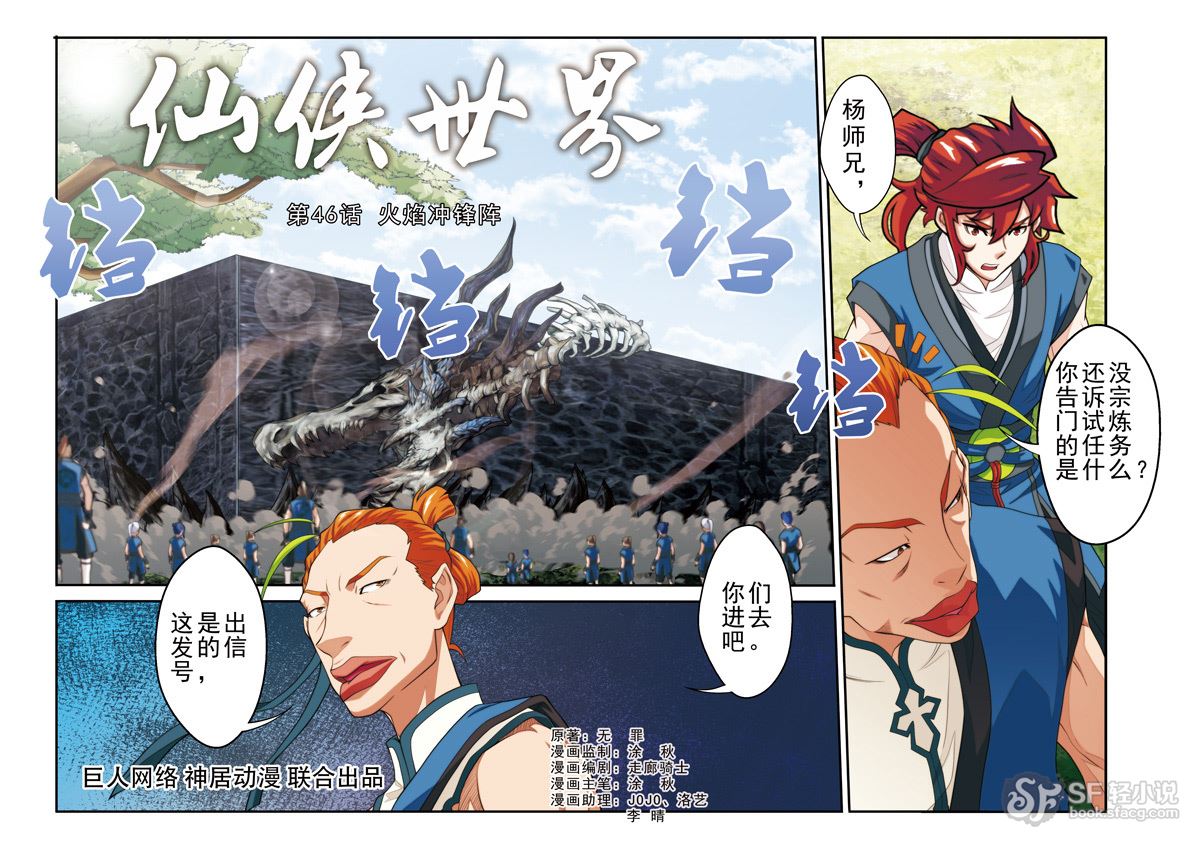 仙侠世界
第46话 火焰冲锋阵
铛
铛
铛
铛
这是出
发的信
号，
你们
进去
吧。
杨师兄，
你还没
告诉宗
门试炼
的任务
是什么？
巨人网络 神居动漫 联合出品
原著：无 罪
漫画监制：涂 秋
漫画编剧：走廊骑士
漫画主笔：涂 秋
漫画助理：JOJO、洛艺
李 晴
SF轻小说
book.sfacg.com